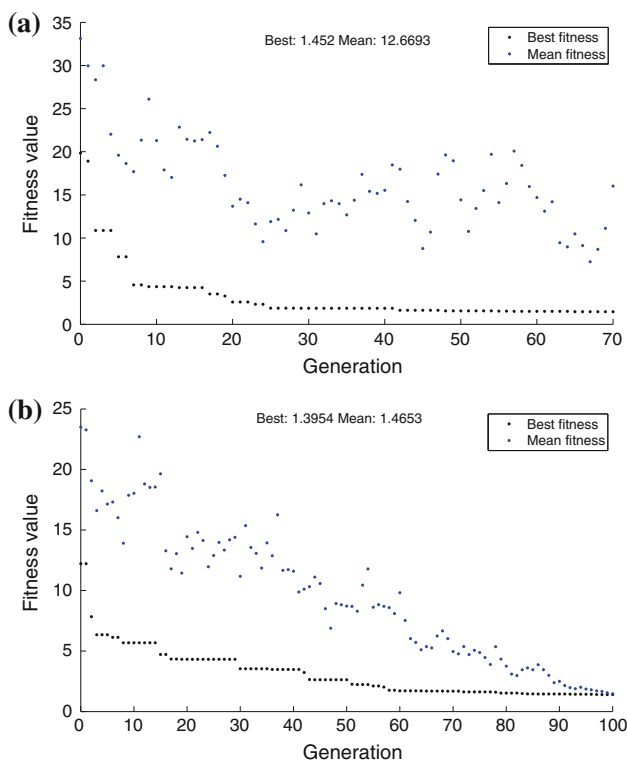 (a)
Best: 1.452 Mean: 12.6693
Best fitness
Mean fitness
Fitness value
35
30
25
20
15
10
5
0
0 10 20 30 40 50 60 70
Generation
(b)
Best: 1.3954 Mean: 1.4653
Best fitness
Mean fitness
Fitness value
25
20
15
10
5
0
0 10 20 30 40 50 60 70 80 90 100
Generation